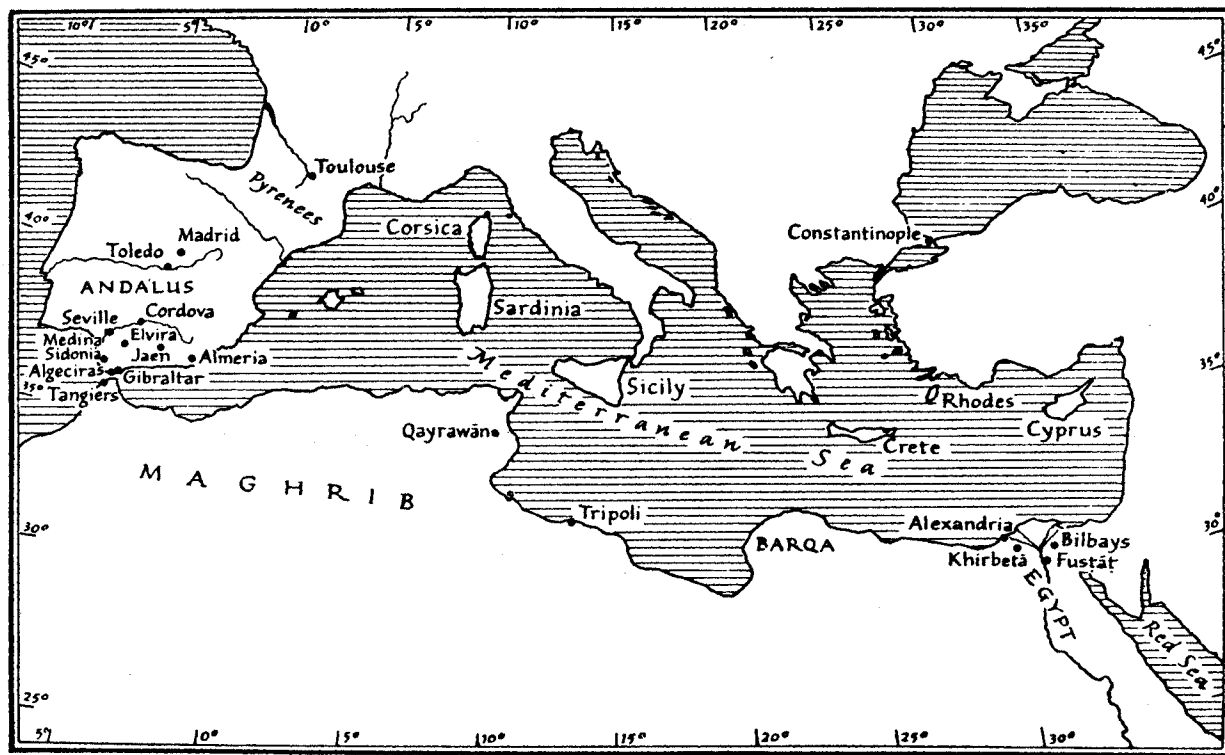 10° 5° 0° 5° 10° 15° 20° 25° 30° 35°
45° 45°
Toulouse
Pyrenees
40° 40°
Corsica
Constantinople
Madrid
Toledo
ANDALUS
Sardinia
Cordova
Seville
Elvira
Medina
Sidonia
Jaen
Almeria
Algeciras
Gibraltar
35° 35°
Tangiers
Sicily
Mediterranean Sea
Rhodes
Cyprus
Crete
Qayrawān
MAGHRIB
Tripoli
BARQA
Alexandria
30° 30°
Bilbays
Khirbetā
Fusṭāṭ
EGYPT
Red Sea
25°
5° 0° 5° 10° 15° 20° 25° 30°